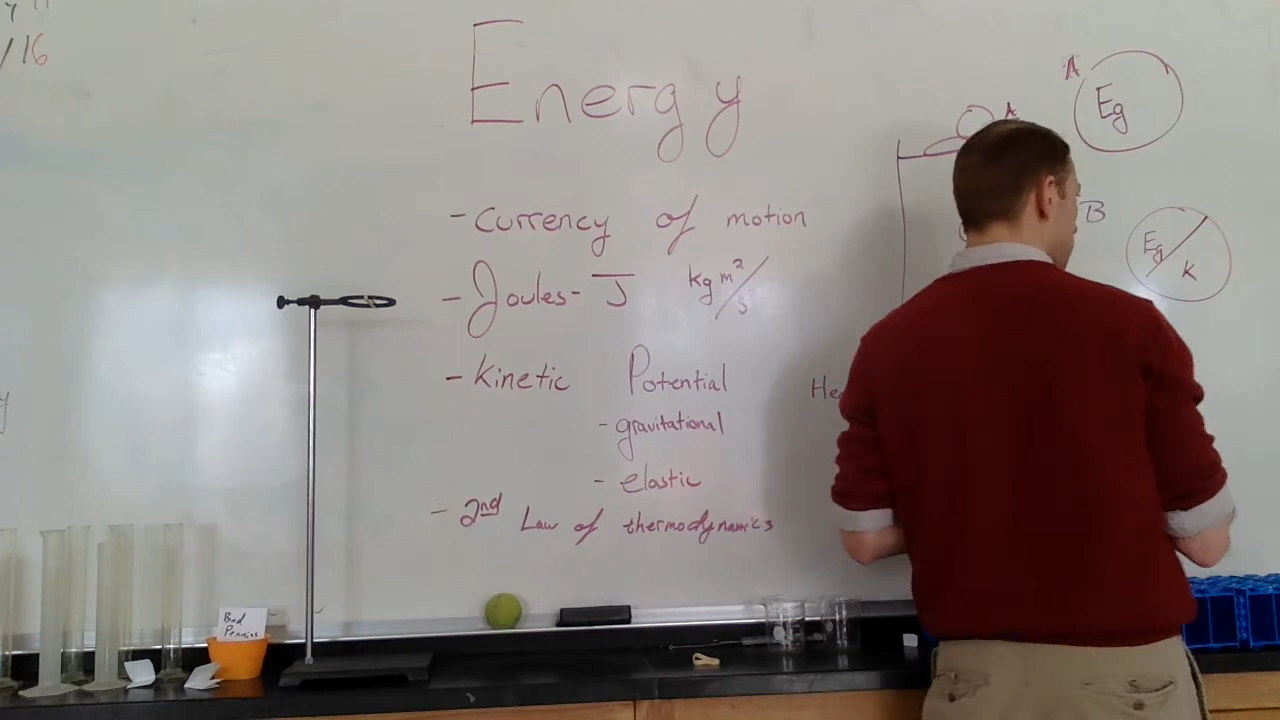 /16
Energy
- Currency of motion
- Joules- J kg m²/s
- Kinetic Potential
- gravitational
- elastic
- 2nd Law of thermodynamics
A
Eg
A
B
Eg
K
Bad